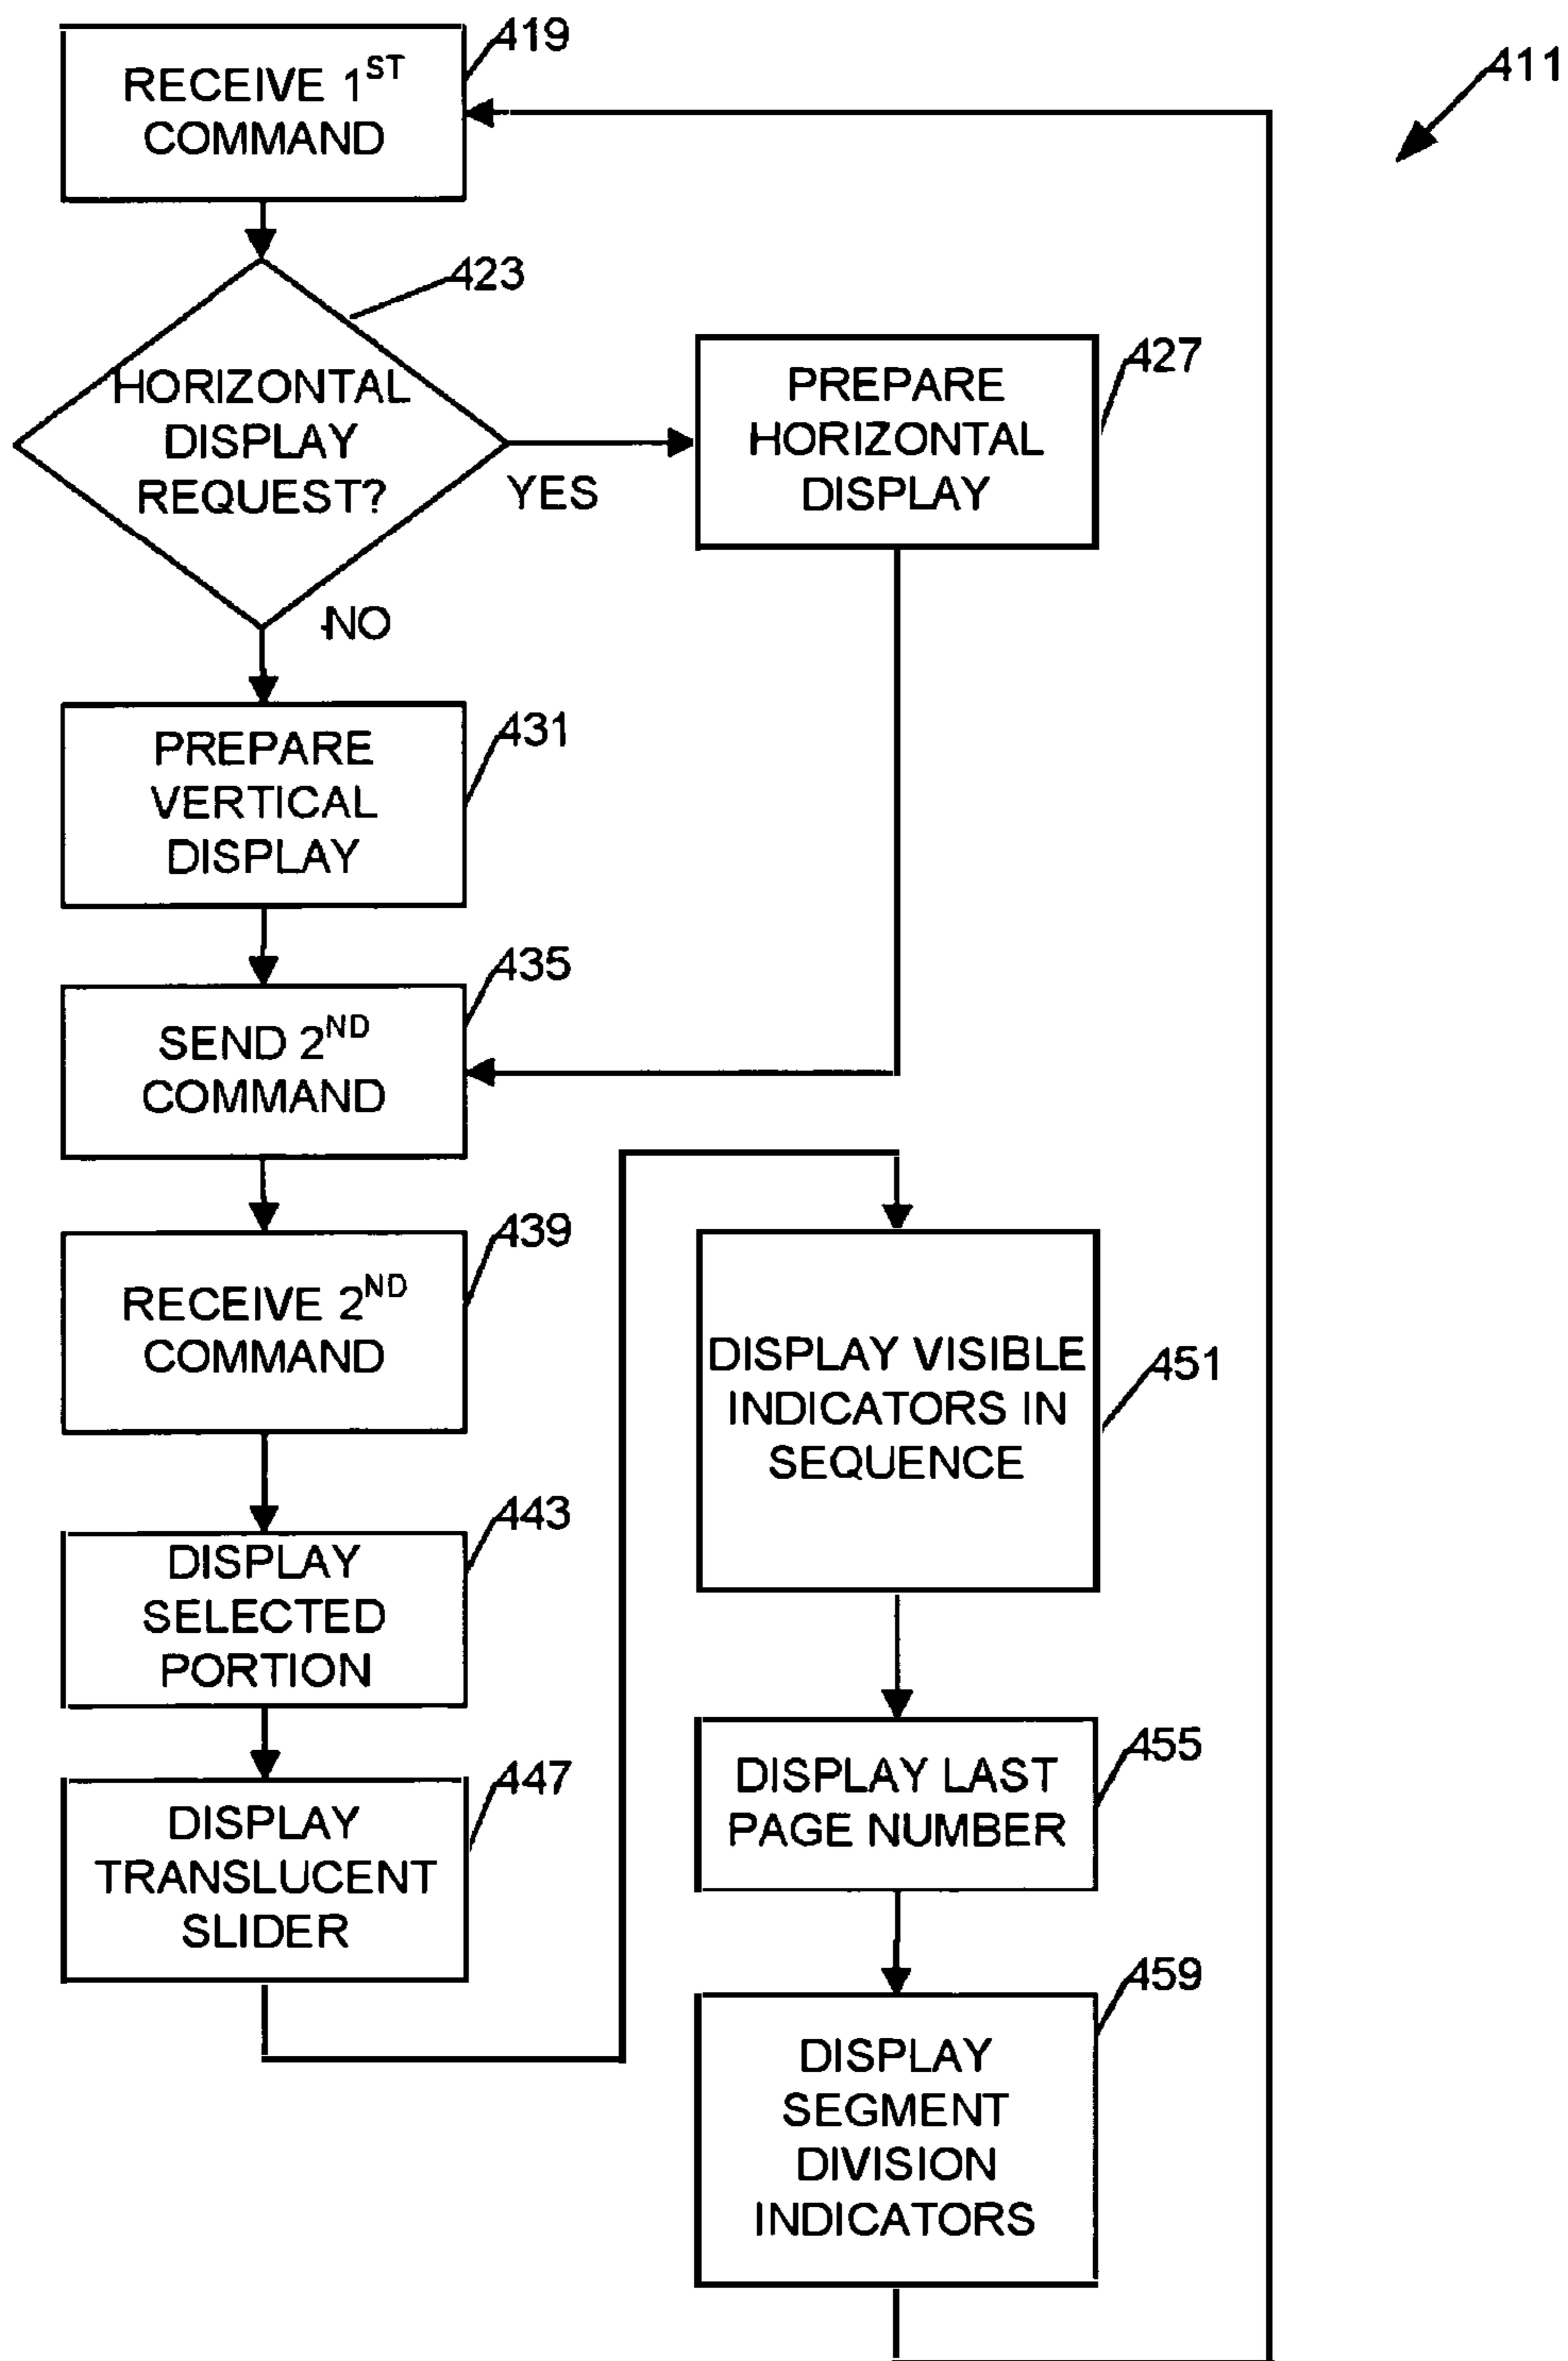 419
411
RECEIVE 1ST
COMMAND
423
HORIZONTAL
DISPLAY
REQUEST?
YES
NO
427
PREPARE
HORIZONTAL
DISPLAY
431
PREPARE
VERTICAL
DISPLAY
435
SEND 2ND
COMMAND
439
RECEIVE 2ND
COMMAND
443
DISPLAY
SELECTED
PORTION
447
DISPLAY
TRANSLUCENT
SLIDER
451
DISPLAY VISIBLE
INDICATORS IN
SEQUENCE
455
DISPLAY LAST
PAGE NUMBER
459
DISPLAY
SEGMENT
DIVISION
INDICATORS